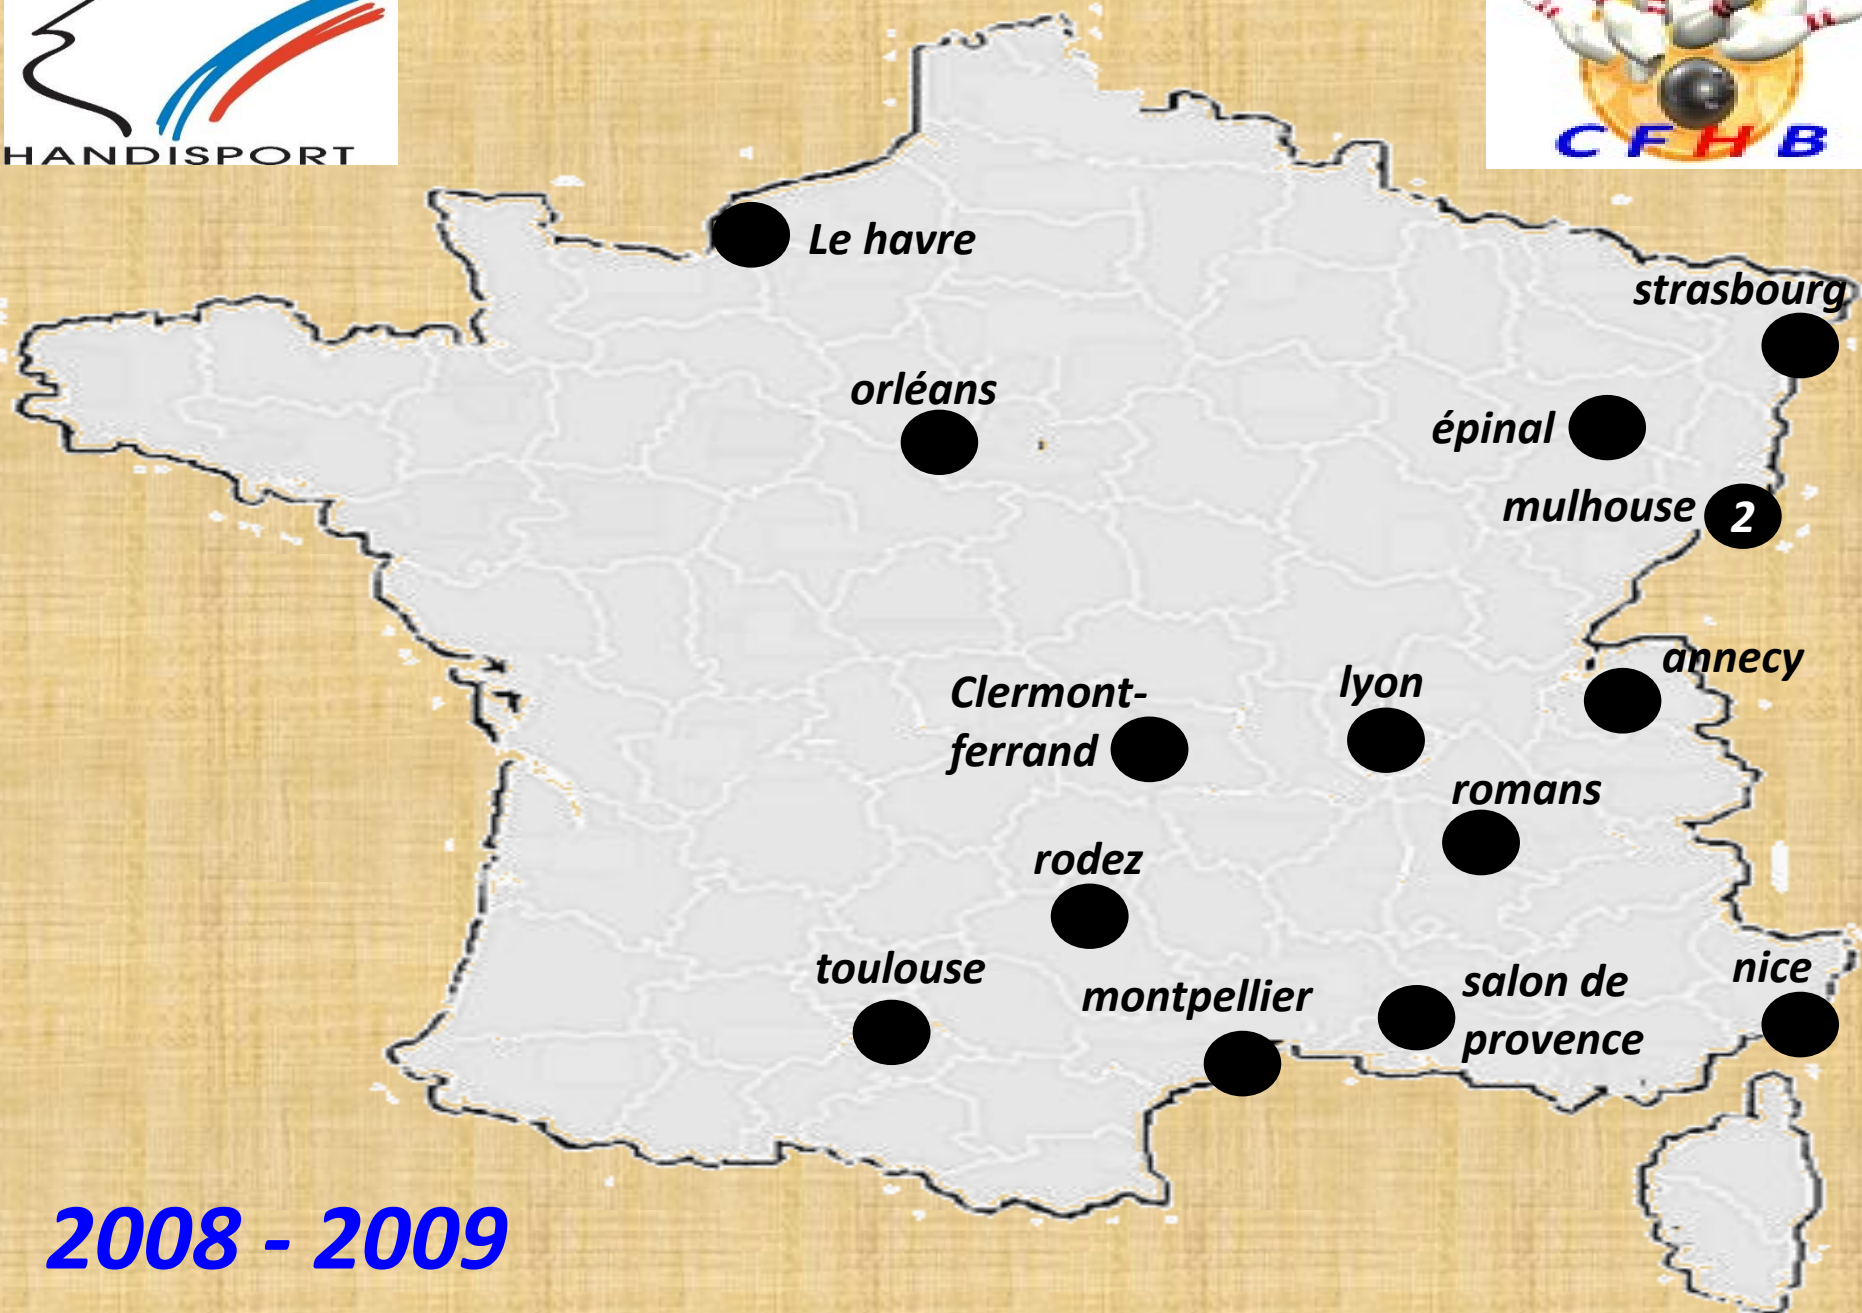 HANDISPORT
CFHB
Le havre
strasbourg
orléans
épinal
mulhouse
2
annecy
Clermont-
ferrand
lyon
romans
rodez
toulouse
montpellier
salon de
provence
nice
2008 - 2009